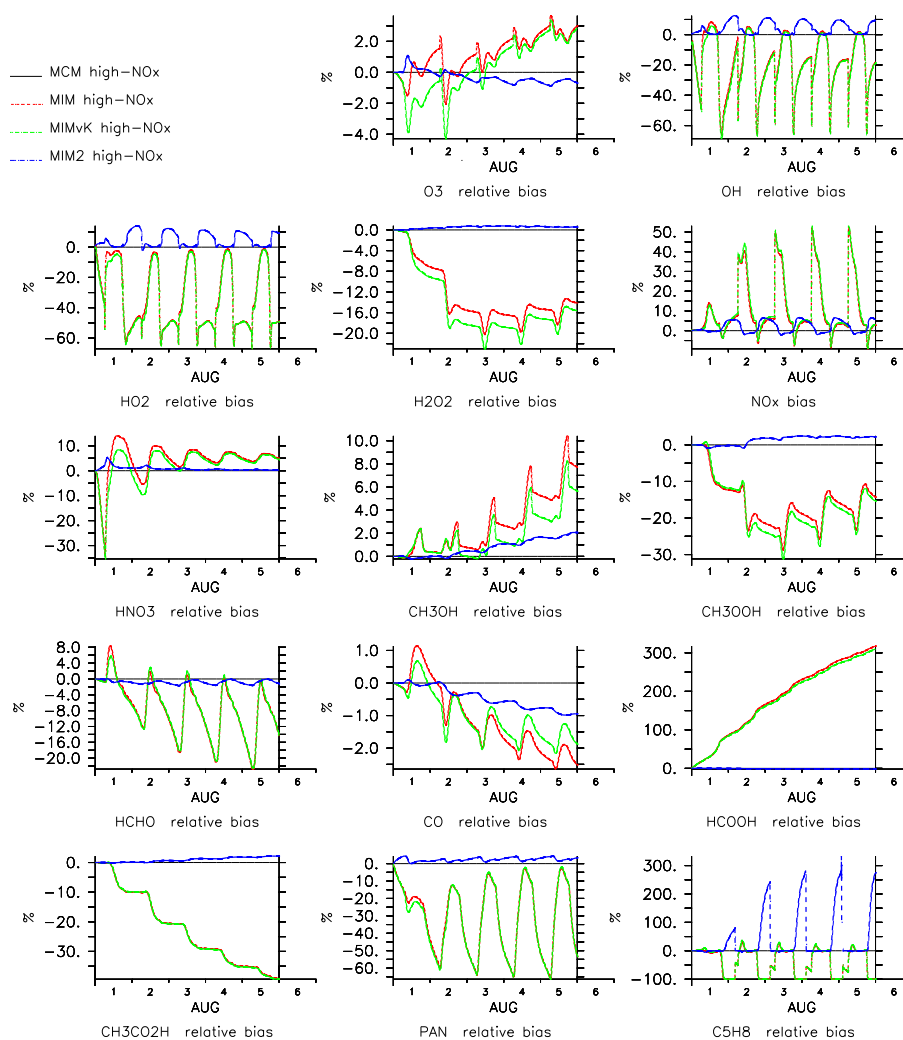 MCM high−NOx
MIM high−NOx
MIMvK high−NOx
MIM2 high−NOx
2.0
0.0
−2.0
−4.0
%
1 2 3 4 5 6
AUG
O3 relative bias
0.
−20.
−40.
−60.
%
1 2 3 4 5 6
AUG
OH relative bias
0.
−20.
−40.
−60.
%
1 2 3 4 5 6
AUG
HO2 relative bias
0.0
−4.0
−8.0
−12.0
−16.0
−20.0
%
1 2 3 4 5 6
AUG
H2O2 relative bias
50.
40.
30.
20.
10.
0.
%
1 2 3 4 5 6
AUG
NOx bias
10.
0.
−10.
−20.
−30.
%
1 2 3 4 5 6
AUG
HNO3 relative bias
10.0
8.0
6.0
4.0
2.0
0.0
%
1 2 3 4 5 6
AUG
CH3OH relative bias
0.
−10.
−20.
−30.
%
1 2 3 4 5 6
AUG
CH3OOH relative bias
8.0
4.0
0.0
−4.0
−8.0
−12.0
−16.0
−20.0
%
1 2 3 4 5 6
AUG
HCHO relative bias
1.0
0.0
−1.0
−2.0
%
1 2 3 4 5 6
AUG
CO relative bias
300.
200.
100.
0.
%
1 2 3 4 5 6
AUG
HCOOH relative bias
0.
−10.
−20.
−30.
%
1 2 3 4 5 6
AUG
CH3CO2H relative bias
0.
−10.
−20.
−30.
−40.
−50.
−60.
%
1 2 3 4 5 6
AUG
PAN relative bias
300.
200.
100.
0.
−100.
%
1 2 3 4 5 6
AUG
C5H8 relative bias